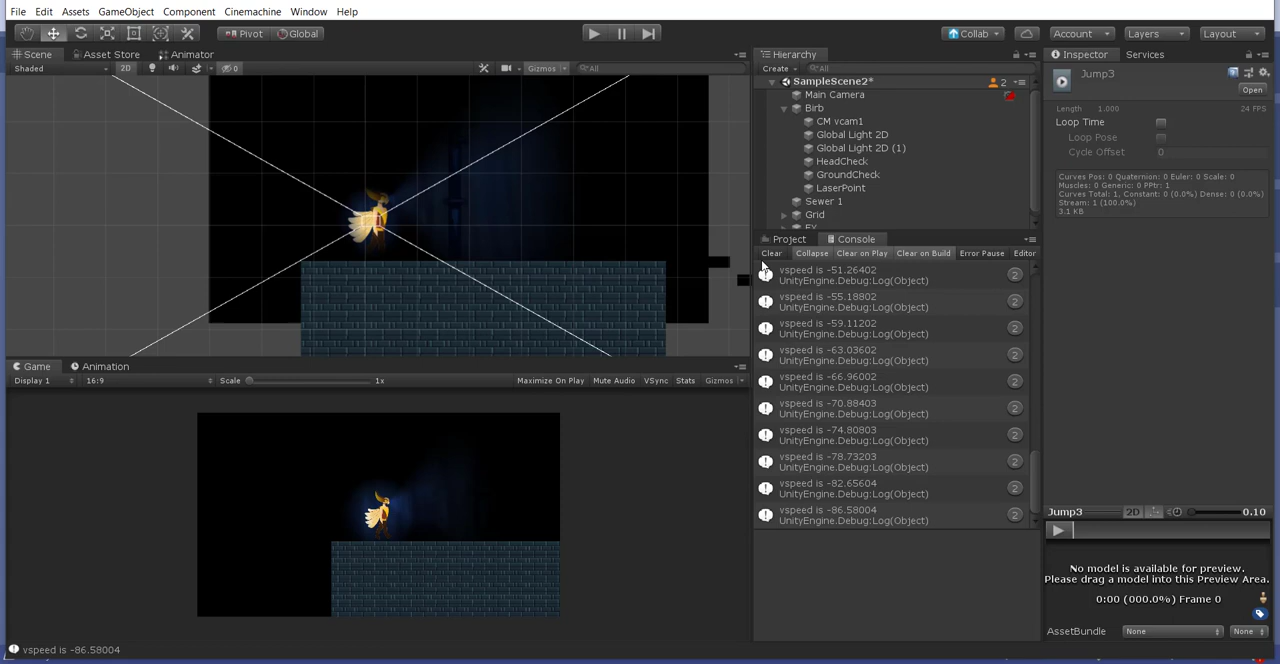 File Edit Assets GameObject Component Cinemachine Window Help
Pivot Global Collab Account Layers Layout
Scene Asset Store Animator
Shaded 2D 0 Gizmos All
Hierarchy
Create All
SampleScene2* 2
Main Camera
Birb
CM vcam1
Global Light 2D
Global Light 2D (1)
HeadCheck
GroundCheck
LaserPoint
Sewer 1
Grid
Project Console
Clear Collapse Clear on Play Clear on Build Error Pause Editor
vspeed is -51.26402
UnityEngine.Debug:Log(Object)
2
vspeed is -55.18802
UnityEngine.Debug:Log(Object)
2
vspeed is -59.11202
UnityEngine.Debug:Log(Object)
2
vspeed is -63.03602
UnityEngine.Debug:Log(Object)
2
vspeed is -66.96002
UnityEngine.Debug:Log(Object)
2
vspeed is -70.88403
UnityEngine.Debug:Log(Object)
2
vspeed is -74.80803
UnityEngine.Debug:Log(Object)
2
vspeed is -78.73203
UnityEngine.Debug:Log(Object)
2
vspeed is -82.65604
UnityEngine.Debug:Log(Object)
2
vspeed is -86.58004
UnityEngine.Debug:Log(Object)
2
Inspector Services
Jump3
Open
Length 1.000 24 FPS
Loop Time
Loop Pose
Cycle Offset 0
Curves Pos: 0 Quaternion: 0 Euler: 0 Scale: 0
Muscles: 0 Generic: 0 PPtr: 1
Curves Total: 1, Constant: 0 (0.0%) Dense: 0 (0.0%)
Stream: 1 (100.0%)
3.1 KB
Jump3 2D 0.10
No model is available for preview.
Please drag a model into this Preview Area.
0:00 (000.0%) Frame 0
AssetBundle None None
Game Animation
Display 1 16:9 Scale 1x Maximize On Play Mute Audio VSync Stats Gizmos
vspeed is -86.58004